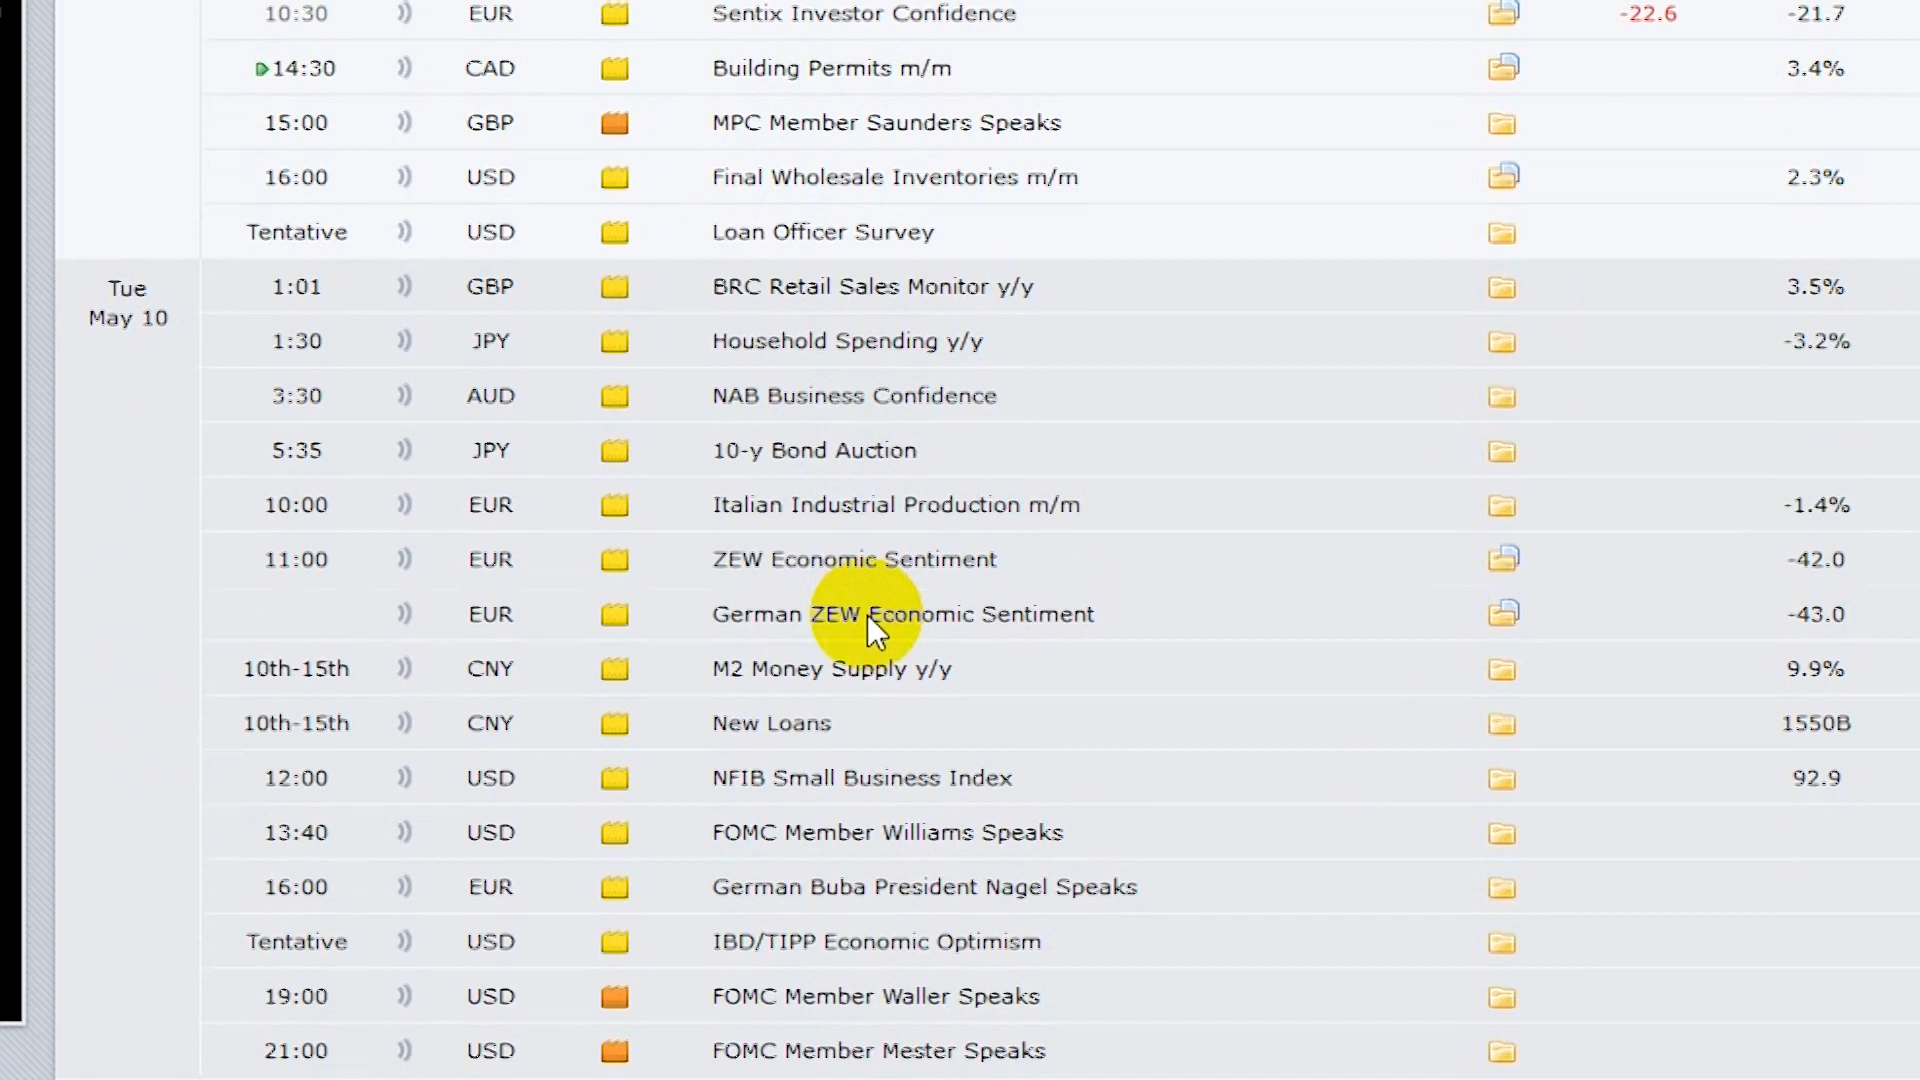 10:30 EUR Sentix Investor Confidence -22.6 -21.7
14:30 CAD Building Permits m/m 3.4%
15:00 GBP MPC Member Saunders Speaks
16:00 USD Final Wholesale Inventories m/m 2.3%
Tentative USD Loan Officer Survey
Tue
May 10
1:01 GBP BRC Retail Sales Monitor y/y 3.5%
1:30 JPY Household Spending y/y -3.2%
3:30 AUD NAB Business Confidence
5:35 JPY 10-y Bond Auction
10:00 EUR Italian Industrial Production m/m -1.4%
11:00 EUR ZEW Economic Sentiment -42.0
EUR German ZEW Economic Sentiment -43.0
10th-15th CNY M2 Money Supply y/y 9.9%
10th-15th CNY New Loans 1550B
12:00 USD NFIB Small Business Index 92.9
13:40 USD FOMC Member Williams Speaks
16:00 EUR German Buba President Nagel Speaks
Tentative USD IBD/TIPP Economic Optimism
19:00 USD FOMC Member Waller Speaks
21:00 USD FOMC Member Mester Speaks